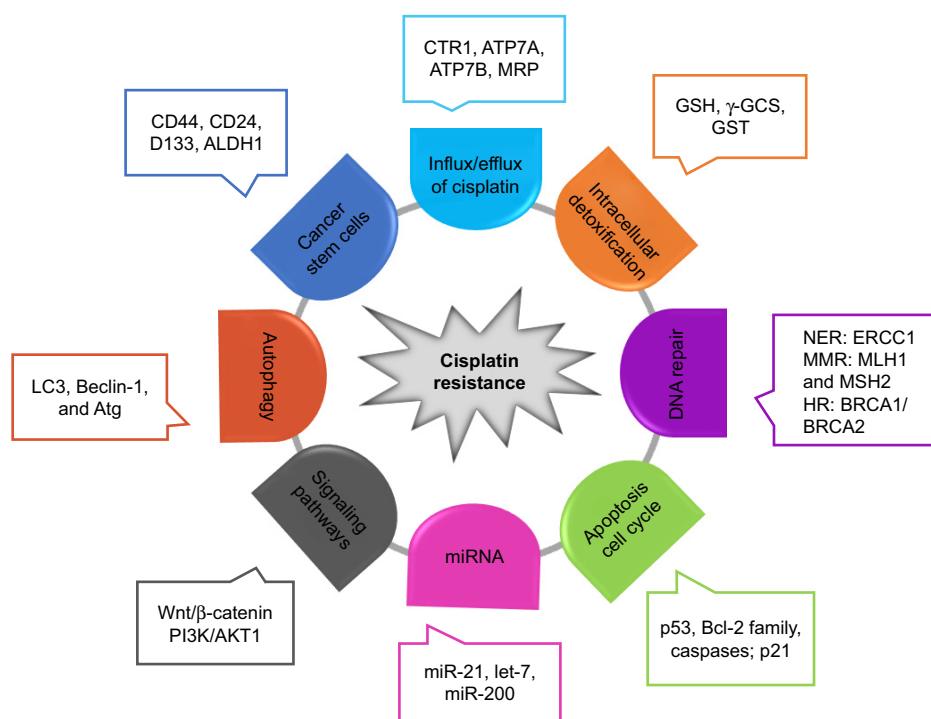 CTR1, ATP7A,
ATP7B, MRP
GSH, γ-GCS,
GST
CD44, CD24,
D133, ALDH1
Influx/efflux
of cisplatin
Intracellular
detoxification
Cancer
stem cells
NER: ERCC1
MMR: MLH1
and MSH2
HR: BRCA1/
BRCA2
DNA repair
Autophagy
Cisplatin
resistance
LC3, Beclin-1,
and Atg
Signaling
pathways
Apoptosis
cell cycle
miRNA
Wnt/β-catenin
PI3K/AKT1
p53, Bcl-2 family,
caspases; p21
miR-21, let-7,
miR-200